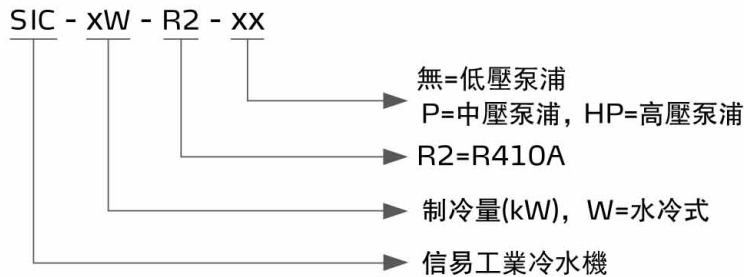 SIC - xW - R2 - xx
無=低壓泵浦
P=中壓泵浦，HP=高壓泵浦
R2=R410A
制冷量(kW)，W=水冷式
信易工業冷水機